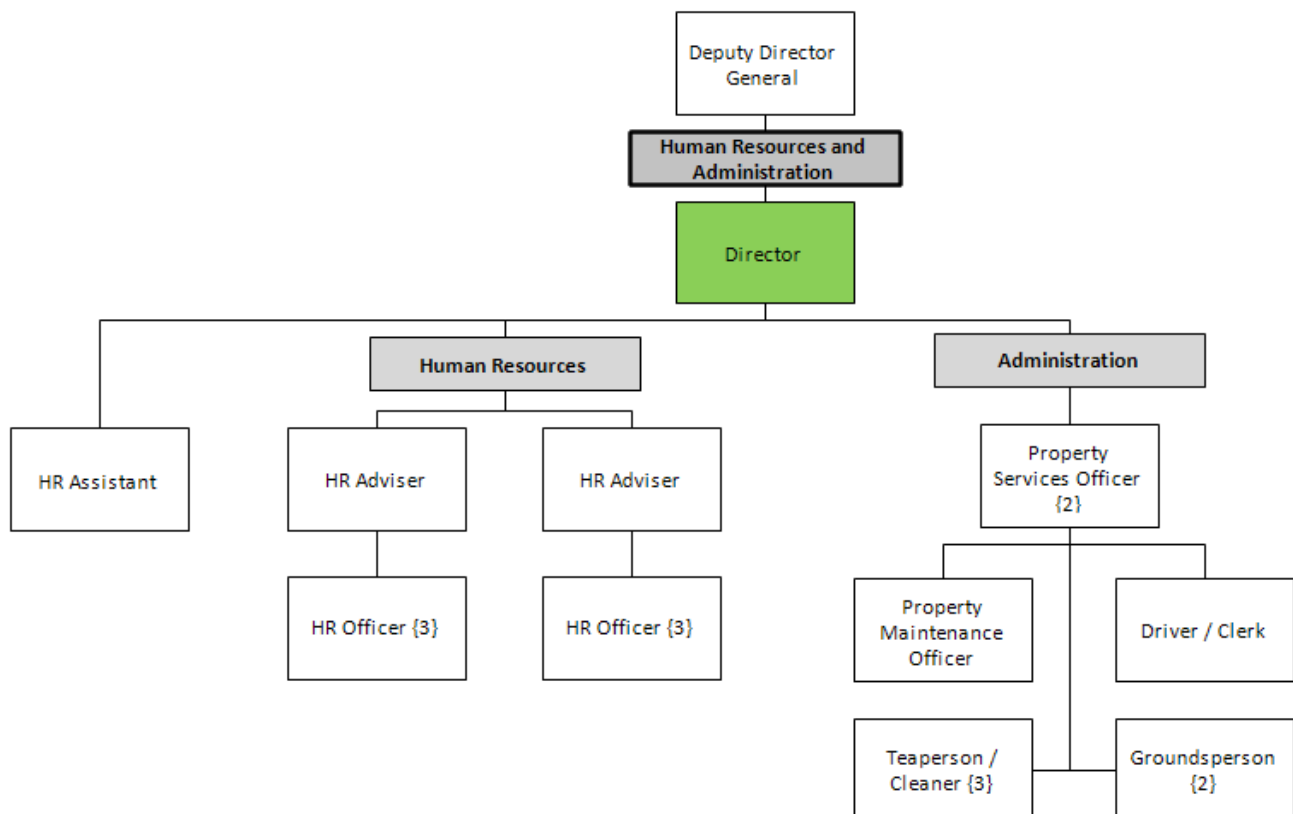 Deputy Director
General
Human Resources and
Administration
Director
Human Resources
Administration
HR Assistant
HR Adviser
HR Adviser
Property
Services Officer
{2}
HR Officer {3}
HR Officer {3}
Property
Maintenance
Officer
Driver / Clerk
Teaperson /
Cleaner {3}
Groundsperson
{2}